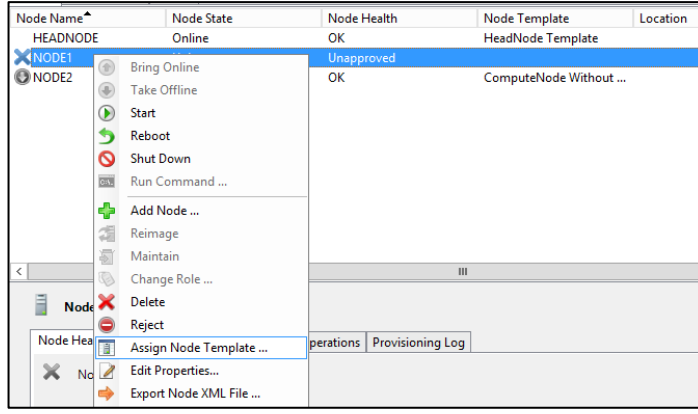 Node Name Node State Node Health Node Template Location
HEADNODE Online OK HeadNode Template
NODE1 Unapproved
NODE2 OK ComputeNode Without ...
Bring Online
Take Offline
Start
Reboot
Shut Down
Run Command ...
Add Node ...
Reimage
Maintain
Change Role ...
Delete
Reject
Assign Node Template ...
Edit Properties...
Export Node XML File ...
Node
Node Hea perations Provisioning Log
No